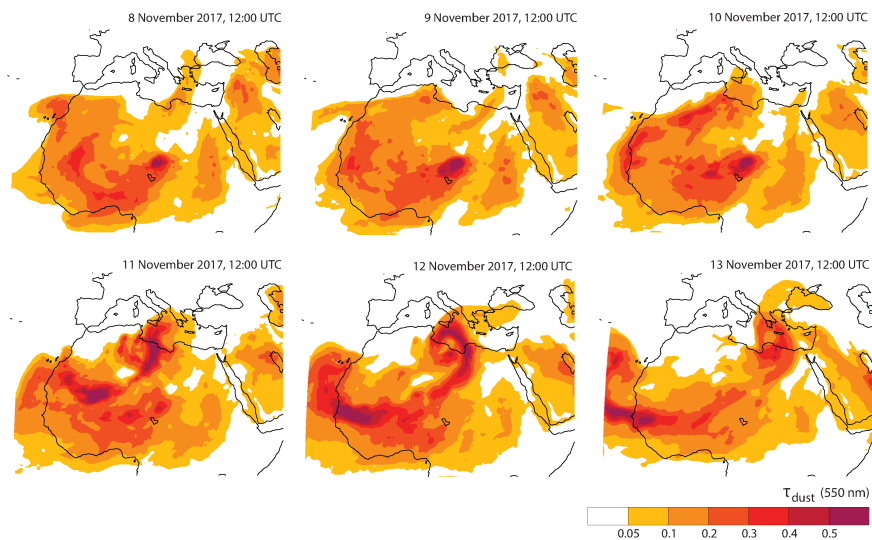 8 November 2017, 12:00 UTC
9 November 2017, 12:00 UTC
10 November 2017, 12:00 UTC
11 November 2017, 12:00 UTC
12 November 2017, 12:00 UTC
13 November 2017, 12:00 UTC
τdust (550 nm)
0.05 0.1 0.2 0.3 0.4 0.5